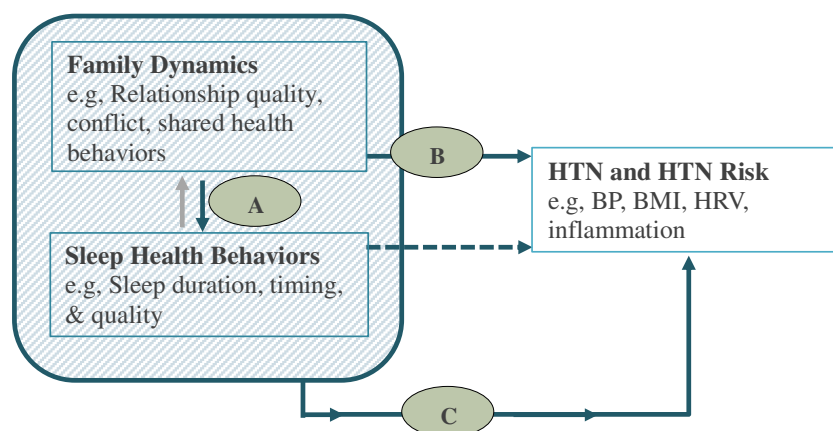 Family Dynamics
e.g, Relationship quality,
conflict, shared health
behaviors
A
Sleep Health Behaviors
e.g, Sleep duration, timing,
& quality
B
HTN and HTN Risk
e.g, BP, BMI, HRV,
inflammation
C